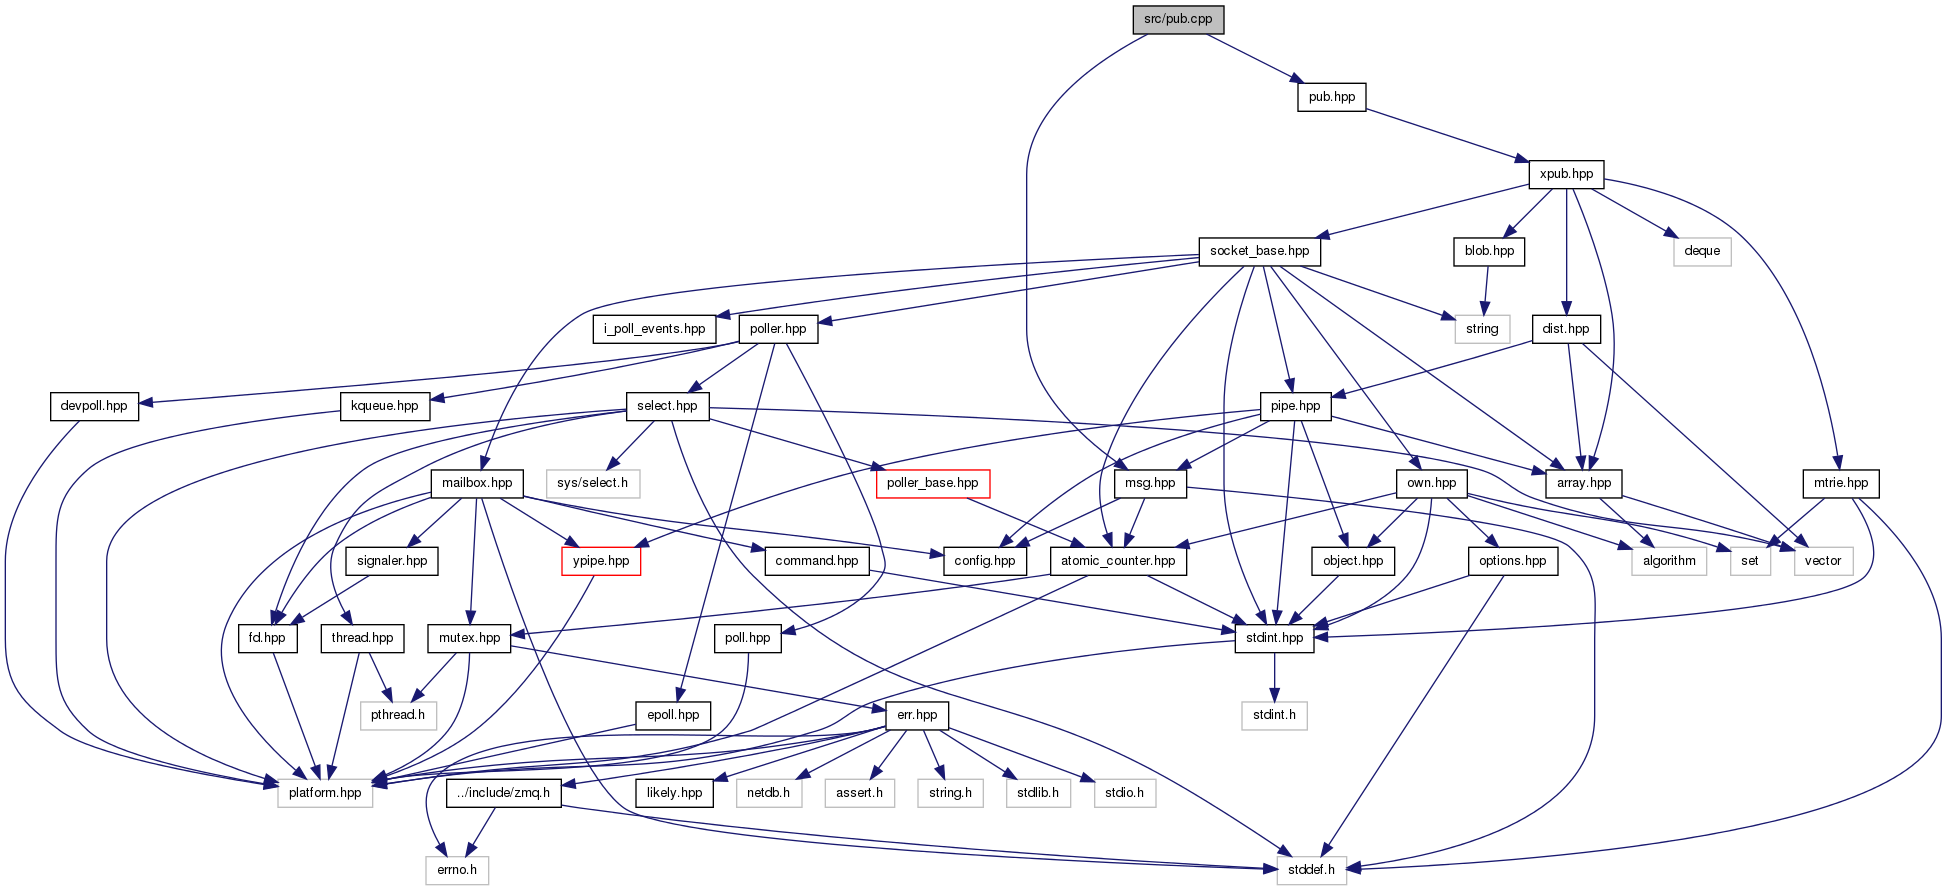 src/pub.cpp
pub.hpp
xpub.hpp
socket_base.hpp
blob.hpp
deque
i_poll_events.hpp
poller.hpp
string
dist.hpp
devpoll.hpp
kqueue.hpp
select.hpp
pipe.hpp
mailbox.hpp
sys/select.h
poller_base.hpp
msg.hpp
own.hpp
array.hpp
mtrie.hpp
signaler.hpp
ypipe.hpp
command.hpp
config.hpp
atomic_counter.hpp
object.hpp
options.hpp
algorithm
set
vector
fd.hpp
thread.hpp
mutex.hpp
poll.hpp
stdint.hpp
pthread.h
epoll.hpp
err.hpp
stdint.h
platform.hpp
../include/zmq.h
likely.hpp
netdb.h
assert.h
string.h
stdlib.h
stdio.h
errno.h
stddef.h